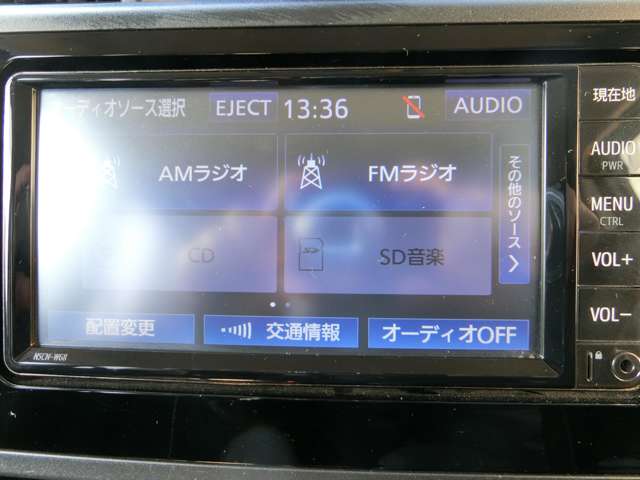 オーディオソース選択 EJECT 13:36 AUDIO
AMラジオ FMラジオ
その他のソース
CD SD音楽
配置変更 交通情報 オーディオOFF
NSCN-W68
現在地
AUDIO
PWR
MENU
CTRL
VOL+
VOL−